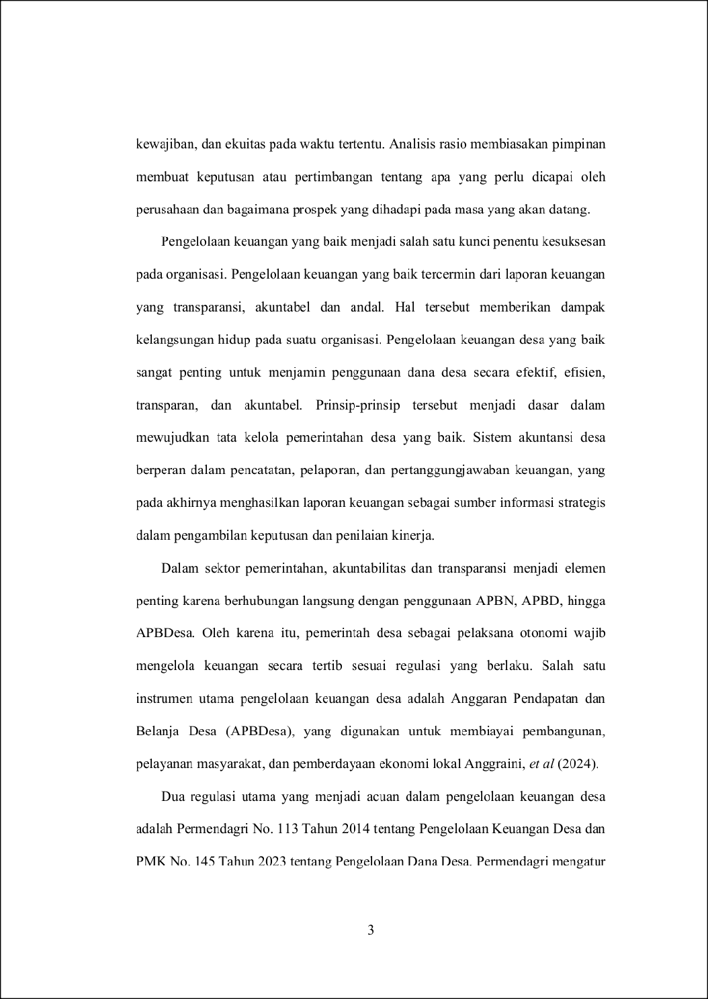 kewajiban, dan ekuitas pada waktu tertentu. Analisis rasio membiasakan pimpinan
membuat keputusan atau pertimbangan tentang apa yang perlu dicapai oleh
perusahaan dan bagaimana prospek yang dihadapi pada masa yang akan datang.
Pengelolaan keuangan yang baik menjadi salah satu kunci penentu kesuksesan
pada organisasi. Pengelolaan keuangan yang baik tercermin dari laporan keuangan
yang transparansi, akuntabel dan andal. Hal tersebut memberikan dampak
kelangsungan hidup pada suatu organisasi. Pengelolaan keuangan desa yang baik
sangat penting untuk menjamin penggunaan dana desa secara efektif, efisien,
transparan, dan akuntabel. Prinsip-prinsip tersebut menjadi dasar dalam
mewujudkan tata kelola pemerintahan desa yang baik. Sistem akuntansi desa
berperan dalam pencatatan, pelaporan, dan pertanggungjawaban keuangan, yang
pada akhirnya menghasilkan laporan keuangan sebagai sumber informasi strategis
dalam pengambilan keputusan dan penilaian kinerja.
Dalam sektor pemerintahan, akuntabilitas dan transparansi menjadi elemen
penting karena berhubungan langsung dengan penggunaan APBN, APBD, hingga
APBDesa. Oleh karena itu, pemerintah desa sebagai pelaksana otonomi wajib
mengelola keuangan secara tertib sesuai regulasi yang berlaku. Salah satu
instrumen utama pengelolaan keuangan desa adalah Anggaran Pendapatan dan
Belanja Desa (APBDesa), yang digunakan untuk membiayai pembangunan,
pelayanan masyarakat, dan pemberdayaan ekonomi lokal Anggraini, et al (2024).
Dua regulasi utama yang menjadi acuan dalam pengelolaan keuangan desa
adalah Permendagri No. 113 Tahun 2014 tentang Pengelolaan Keuangan Desa dan
PMK No. 145 Tahun 2023 tentang Pengelolaan Dana Desa. Permendagri mengatur
3